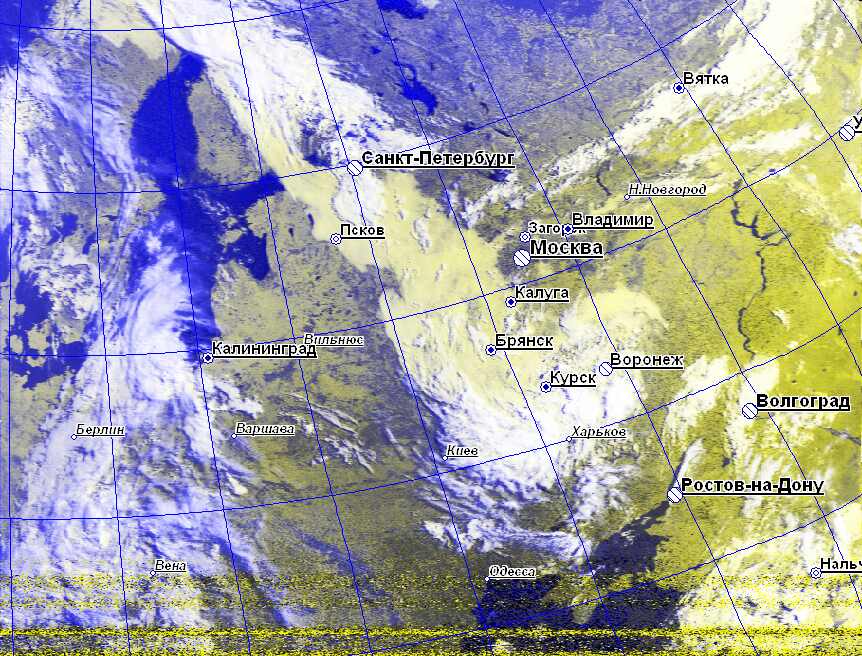 Вятка
Санкт-Петербург
Н.Новгород
Владимир
Псков
Москва
Калуга
Вильнюс
Калининград
Брянск
Воронеж
Курск
Волгоград
Берлин
Варшава
Харьков
Киев
Ростов-на-Дону
Вена
Одесса